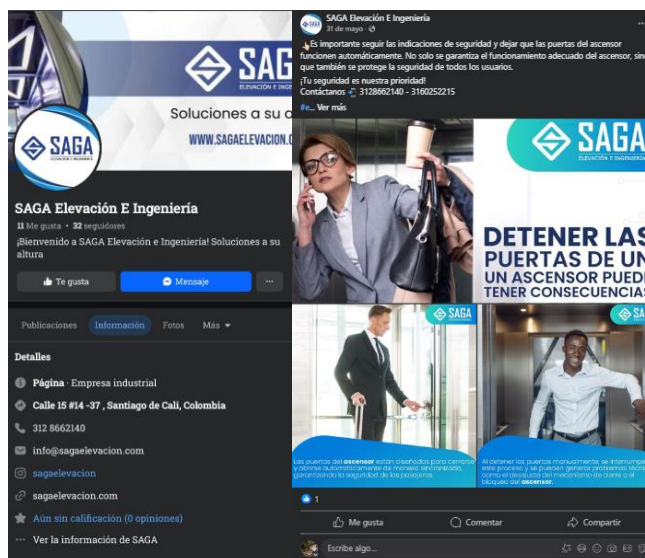 SAGA
ELEVACIÓN E INGE
Soluciones a su a
WWW.SAGAELEVACION.C
SAGA
SAGA Elevación E Ingeniería
11 Me gusta • 32 seguidores
¡Bienvenido a SAGA Elevación e Ingeniería! Soluciones a su
altura
Te gusta
Mensaje
Publicaciones Información Fotos Más
Detalles
Página · Empresa industrial
Calle 15 #14 -37 , Santiago de Cali, Colombia
312 8662140
info@sagaelevacion.com
sagaelevacion
sagaelevacion.com
Aún sin calificación (0 opiniones)
Ver la información de SAGA
SAGA Elevación E Ingeniería
31 de mayo
Es importante seguir las indicaciones de seguridad y dejar que las puertas del ascensor
funcionen automáticamente. No solo se garantiza el funcionamiento adecuado del ascensor, sino
que también se protege la seguridad de todos los usuarios.
¡Tu seguridad es nuestra prioridad!
Contáctanos 3128662140 - 3160252215
#e... Ver más
SAGA
ELEVACIÓN E INGENIERÍA
DETENER LAS
PUERTAS DE UN
UN ASCENSOR PUEDE
TENER CONSECUENCIAS
SAGA
Las puertas del ascensor están diseñadas para cerrarse
y abrirse automáticamente de manera sincronizada,
garantizando la seguridad de los pasajeros.
SAGA
Al detener las puertas manualmente, se interrumpe
este proceso y se pueden generar problemas
como el desajuste del mecanismo de cierre o el
bloqueo del ascensor.
1
Me gusta
Comentar
Compartir
Escribe algo...